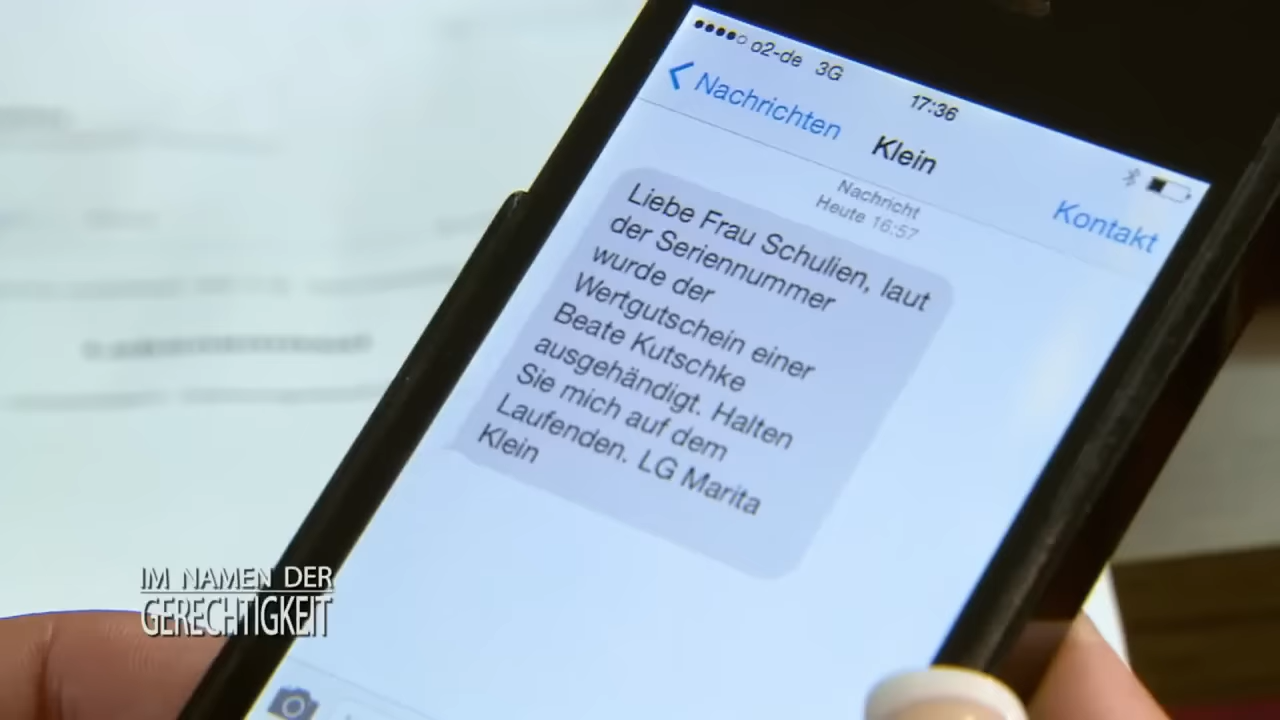 o2-de 3G
17:36
Nachrichten
Klein
Kontakt
Nachricht
Heute 16:57
Liebe Frau Schulien, laut
der Seriennummer
wurde der
Wertgutschein einer
Beate Kutschke
ausgehändigt. Halten
Sie mich auf dem
Laufenden. LG Marita
Klein
IM NAMEN DER
GERECHTIGKEIT